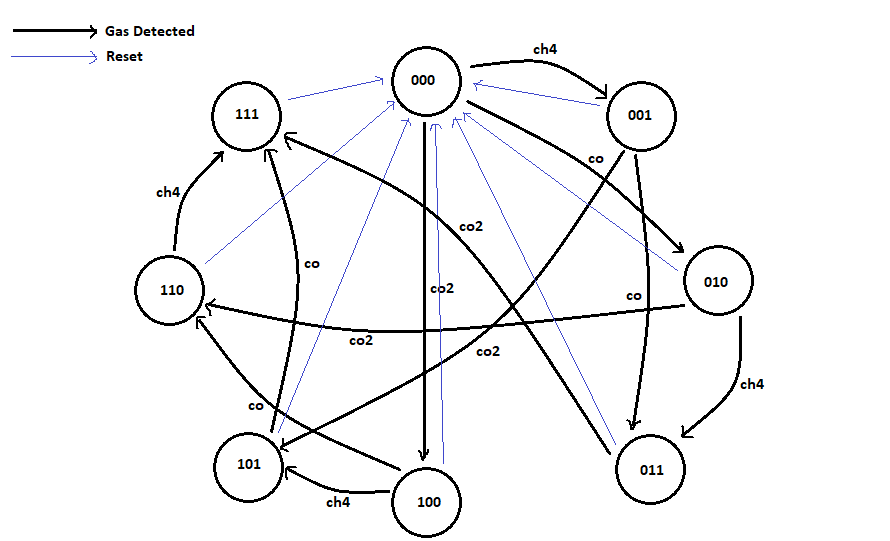 Gas Detected
Reset
000
ch4
111
001
co
ch4
co2
co
110
co2
010
co
co2
co2
ch4
co
101
100
011
ch4